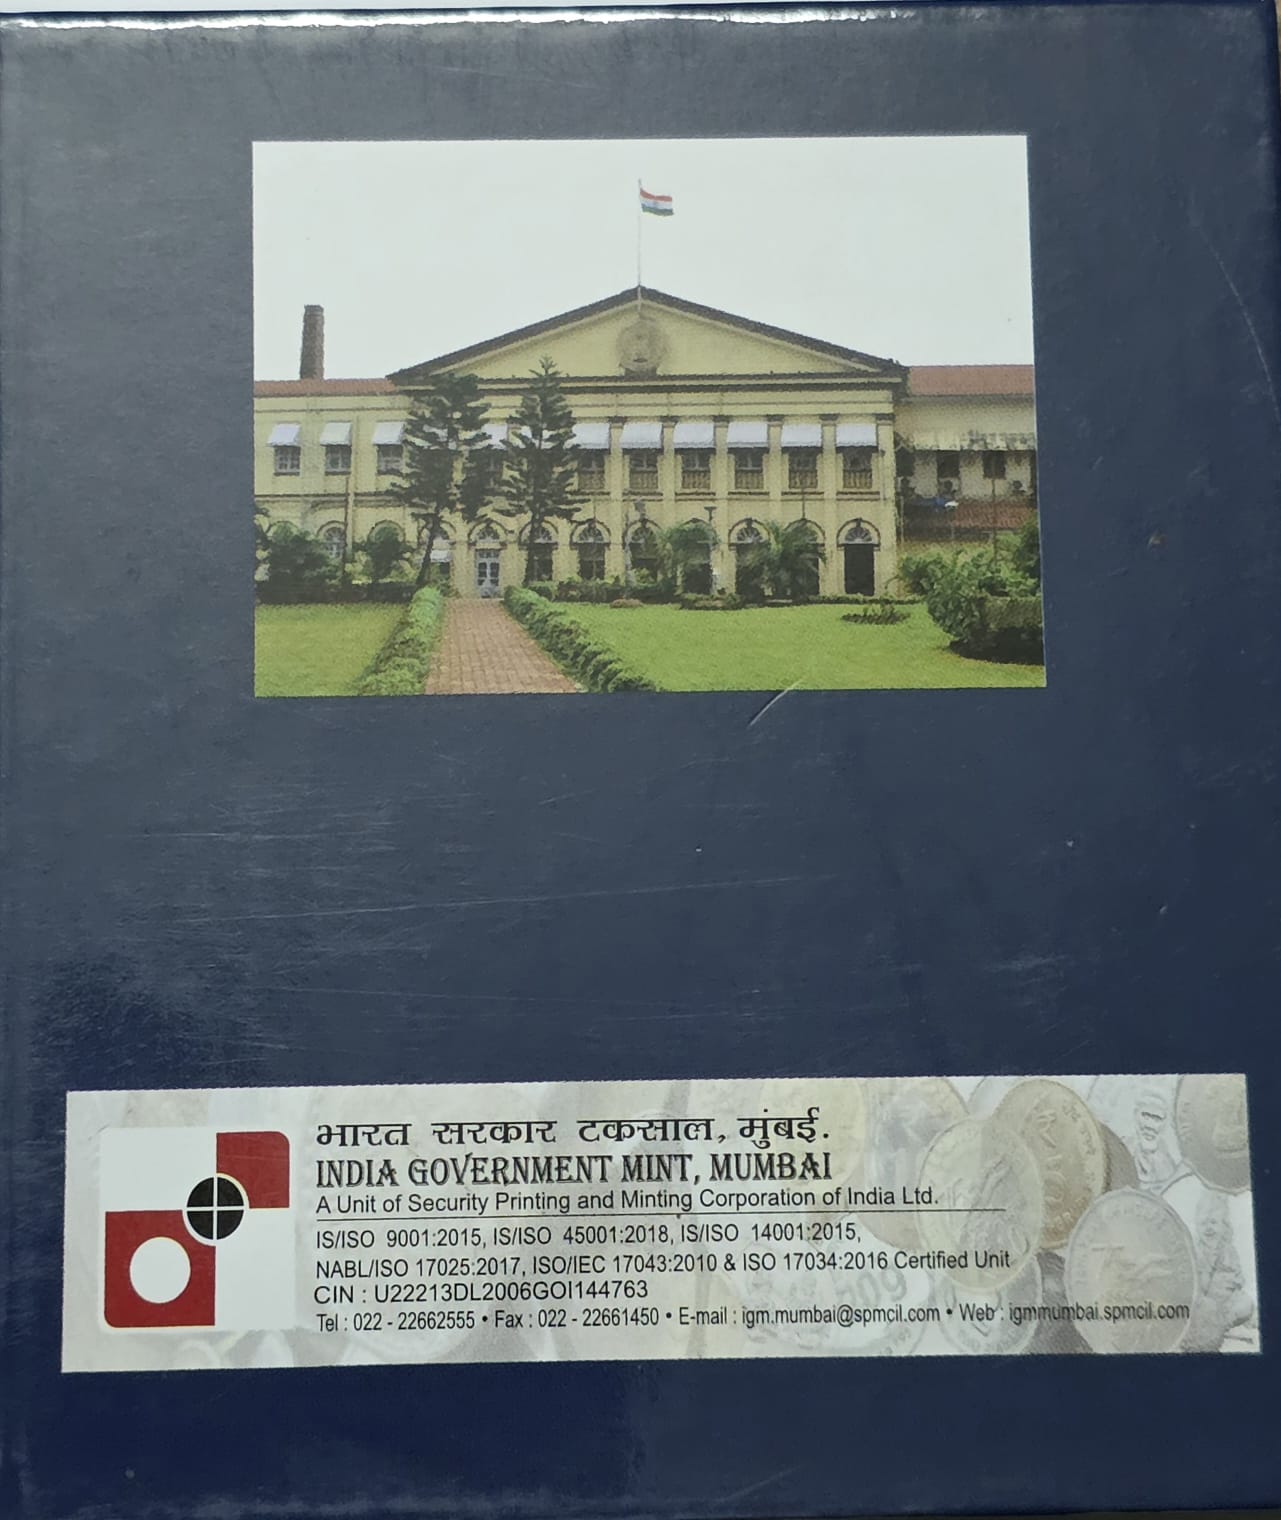 भारत सरकार टकसाल, मुंबई.
INDIA GOVERNMENT MINT, MUMBAI
A Unit of Security Printing and Minting Corporation of India Ltd.
IS/ISO 9001:2015, IS/ISO 45001:2018, IS/ISO 14001:2015,
NABL/ISO 17025:2017, ISO/IEC 17043:2010 & ISO 17034:2016 Certified Unit
CIN : U22213DL2006GOI144763
Tel : 022 - 22662555 • Fax : 022 - 22661450 • E-mail : igm.mumbai@spmcil.com • Web : igmmumbai.spmcil.com